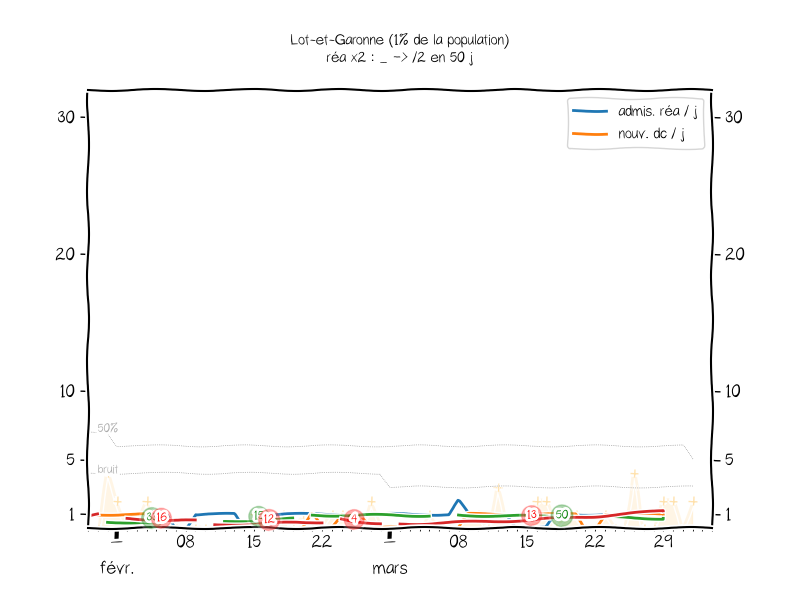 Lot-et-Garonne (1% de la population)
réa x2 : _ -> /2 en 50 j
admis. réa / j
nouv. dc / j
30 30
20 20
10 10
50%
5 5
bruit
1 1
3 16 12 4 13 50
08 15 22 08 15 22 29
févr. mars